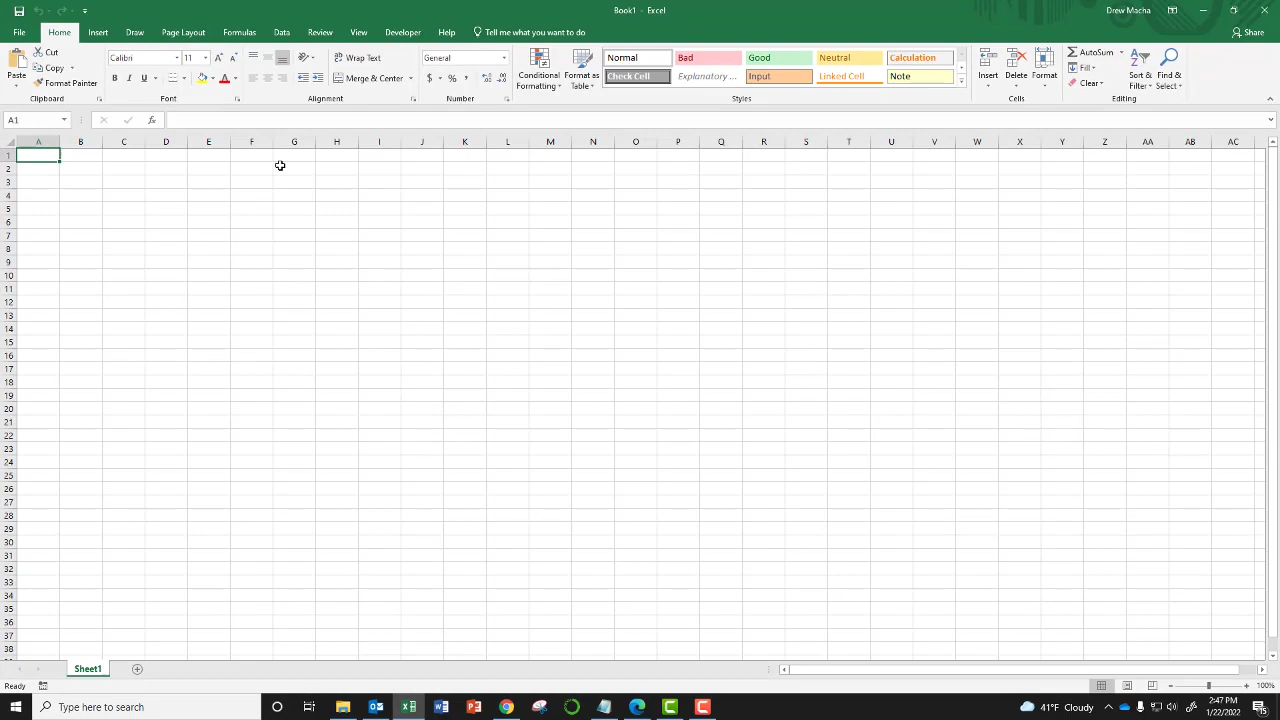 Book1 - Excel
Drew Macha
File Home Insert Draw Page Layout Formulas Data Review View Developer Help Tell me what you want to do Share
Paste Cut Copy Format Painter Clipboard
Calibri 11 B I U A Font
Wrap Text Merge & Center Alignment
General $ % , Number
Conditional Formatting Format as Table
Normal Bad Good Neutral Calculation
Check Cell Explanatory ... Input Linked Cell Note
Styles
Insert Delete Format Cells
AutoSum Fill Clear Sort & Filter Find & Select Editing
A1 fx
A B C D E F G H I J K L M N O P Q R S T U V W X Y Z AA AB AC
1
2
3
4
5
6
7
8
9
10
11
12
13
14
15
16
17
18
19
20
21
22
23
24
25
26
27
28
29
30
31
32
33
34
35
36
37
38
Sheet1
Ready 100%
Type here to search 41°F Cloudy 2:47 PM
1/22/2022